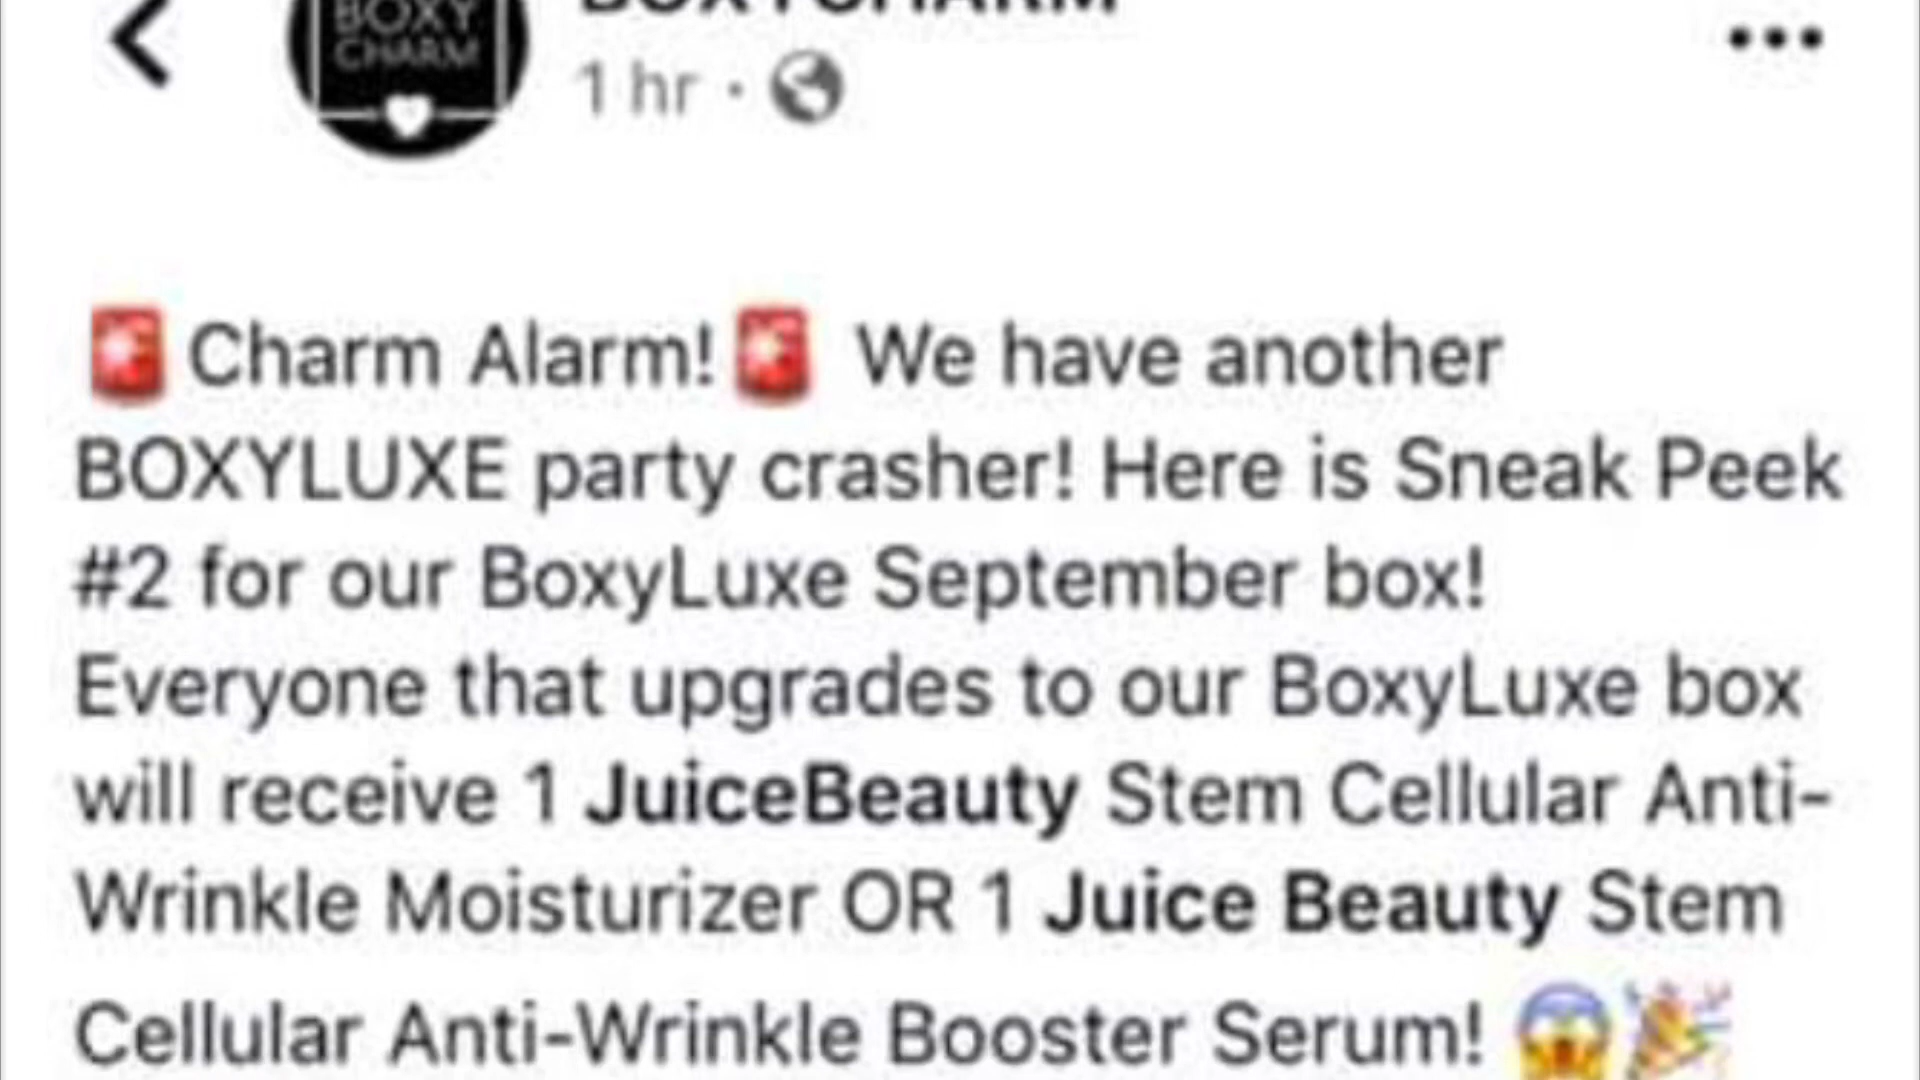 BOXY
CHARM
BOXYCHARM
1 hr ·
🚨 Charm Alarm! 🚨 We have another
BOXYLUXE party crasher! Here is Sneak Peek
#2 for our BoxyLuxe September box!
Everyone that upgrades to our BoxyLuxe box
will receive 1 JuiceBeauty Stem Cellular Anti-
Wrinkle Moisturizer OR 1 Juice Beauty Stem
Cellular Anti-Wrinkle Booster Serum! 😱🎉